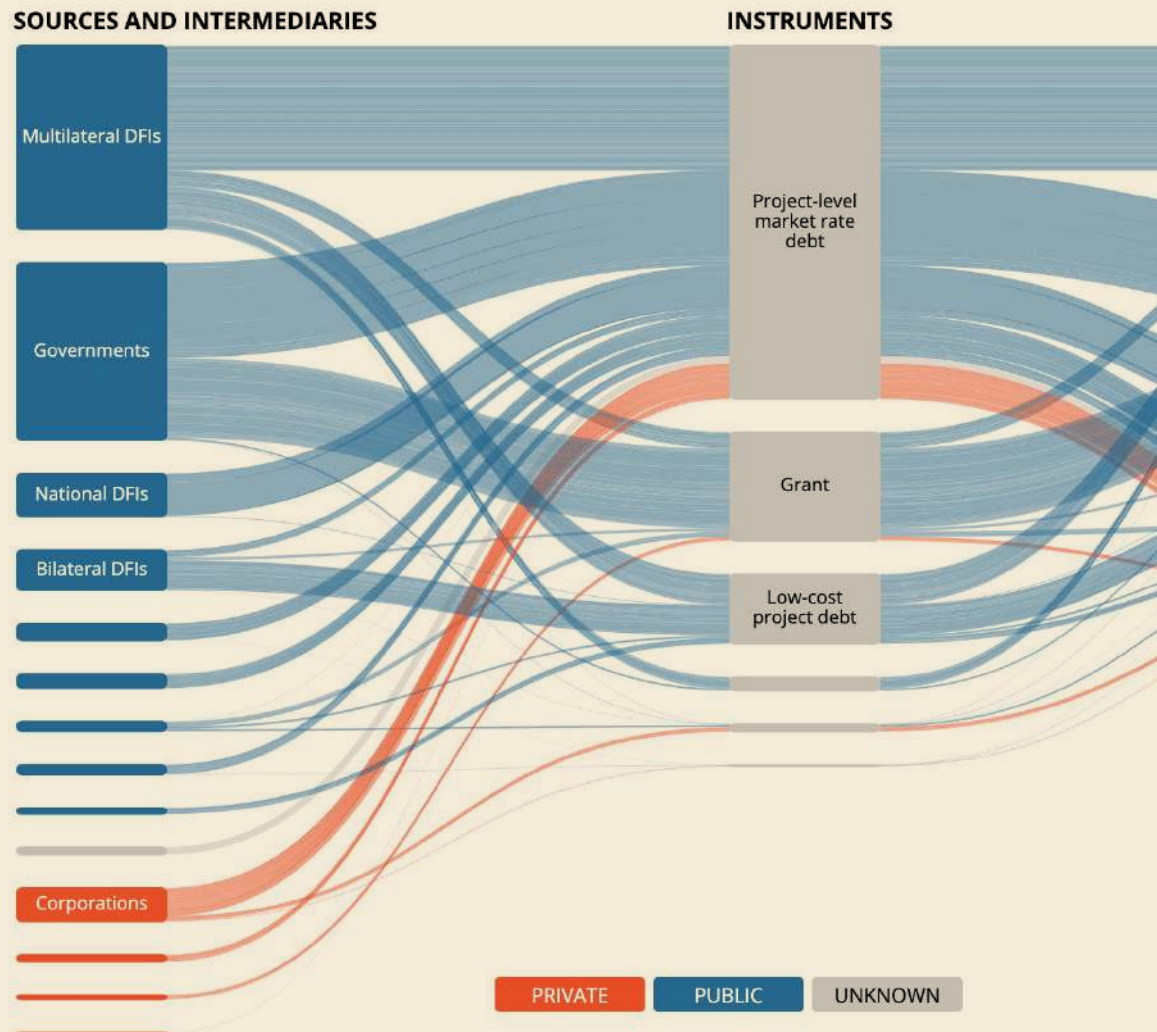 SOURCES AND INTERMEDIARIES
INSTRUMENTS
Multilateral DFIs
Governments
National DFIs
Bilateral DFIs
Corporations
Project-level
market rate
debt
Grant
Low-cost
project debt
PRIVATE
PUBLIC
UNKNOWN